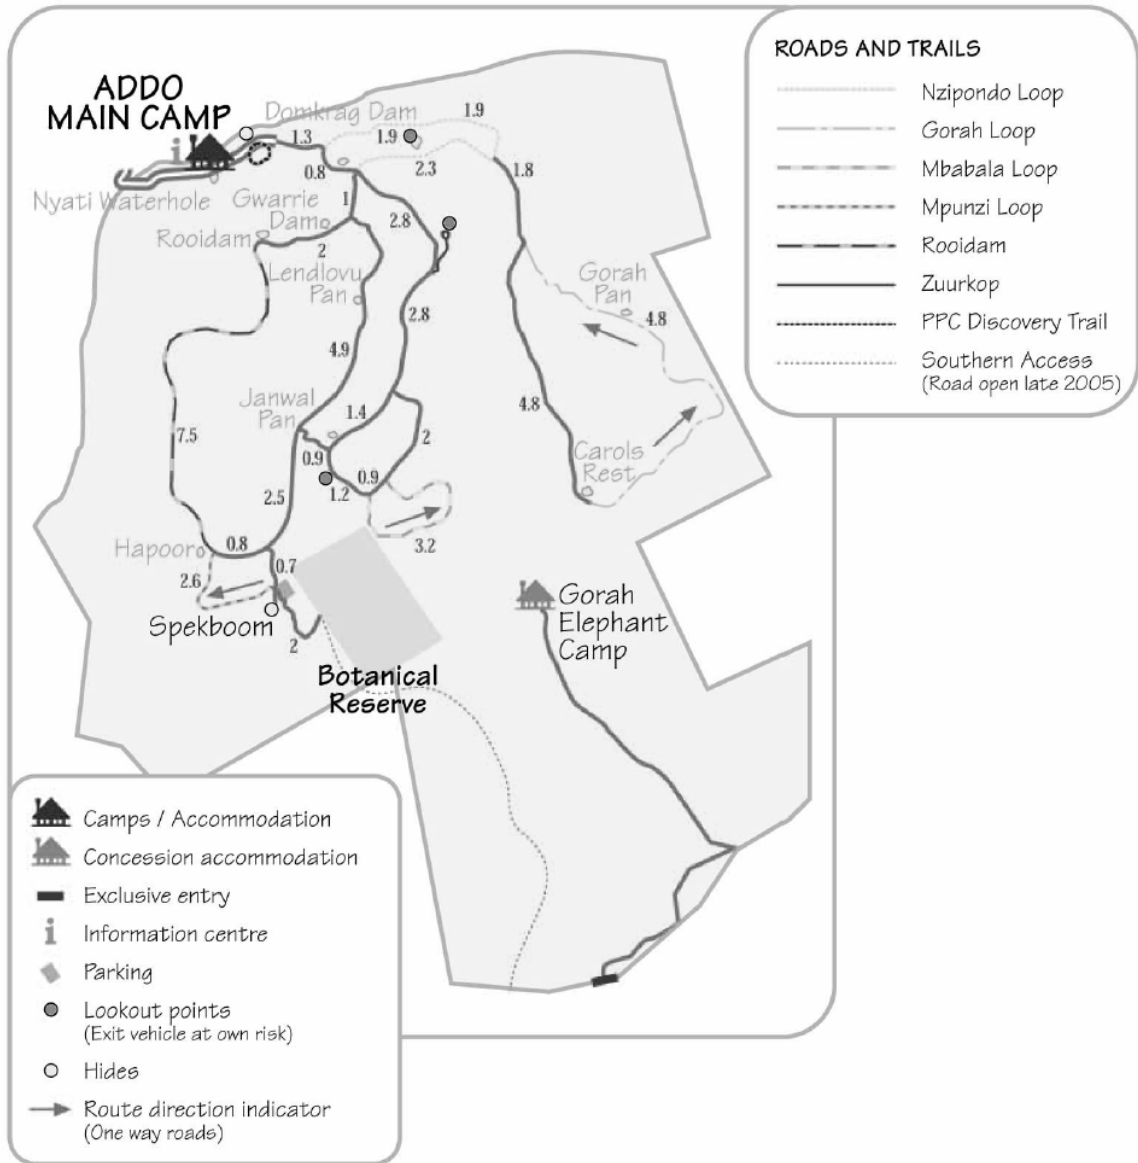 ROADS AND TRAILS
Nzipondo Loop
Gorah Loop
Mbabala Loop
Mpunzi Loop
Rooidam
Zuurkop
PPC Discovery Trail
Southern Access
(Road open late 2005)
ADDO
MAIN CAMP
i
Domkrag Dam
1.9
1.3
1.9
0.8
2.3
1.8
Nyati Waterhole
Gwarrie
Dam
1
2.8
Rooidam
2
Lendlovu
Pan
Gorah
Pan
2.8
4.8
4.9
Janwal
Pan
1.4
4.8
7.5
2
Carols
Rest
0.9
0.9
1.2
2.5
3.2
Hapoor
0.8
0.7
2.6
Spekboom
2
Gorah
Elephant
Camp
Botanical
Reserve
Camps / Accommodation
Concession accommodation
Exclusive entry
i
Information centre
Parking
Lookout points
(Exit vehicle at own risk)
Hides
Route direction indicator
(One way roads)